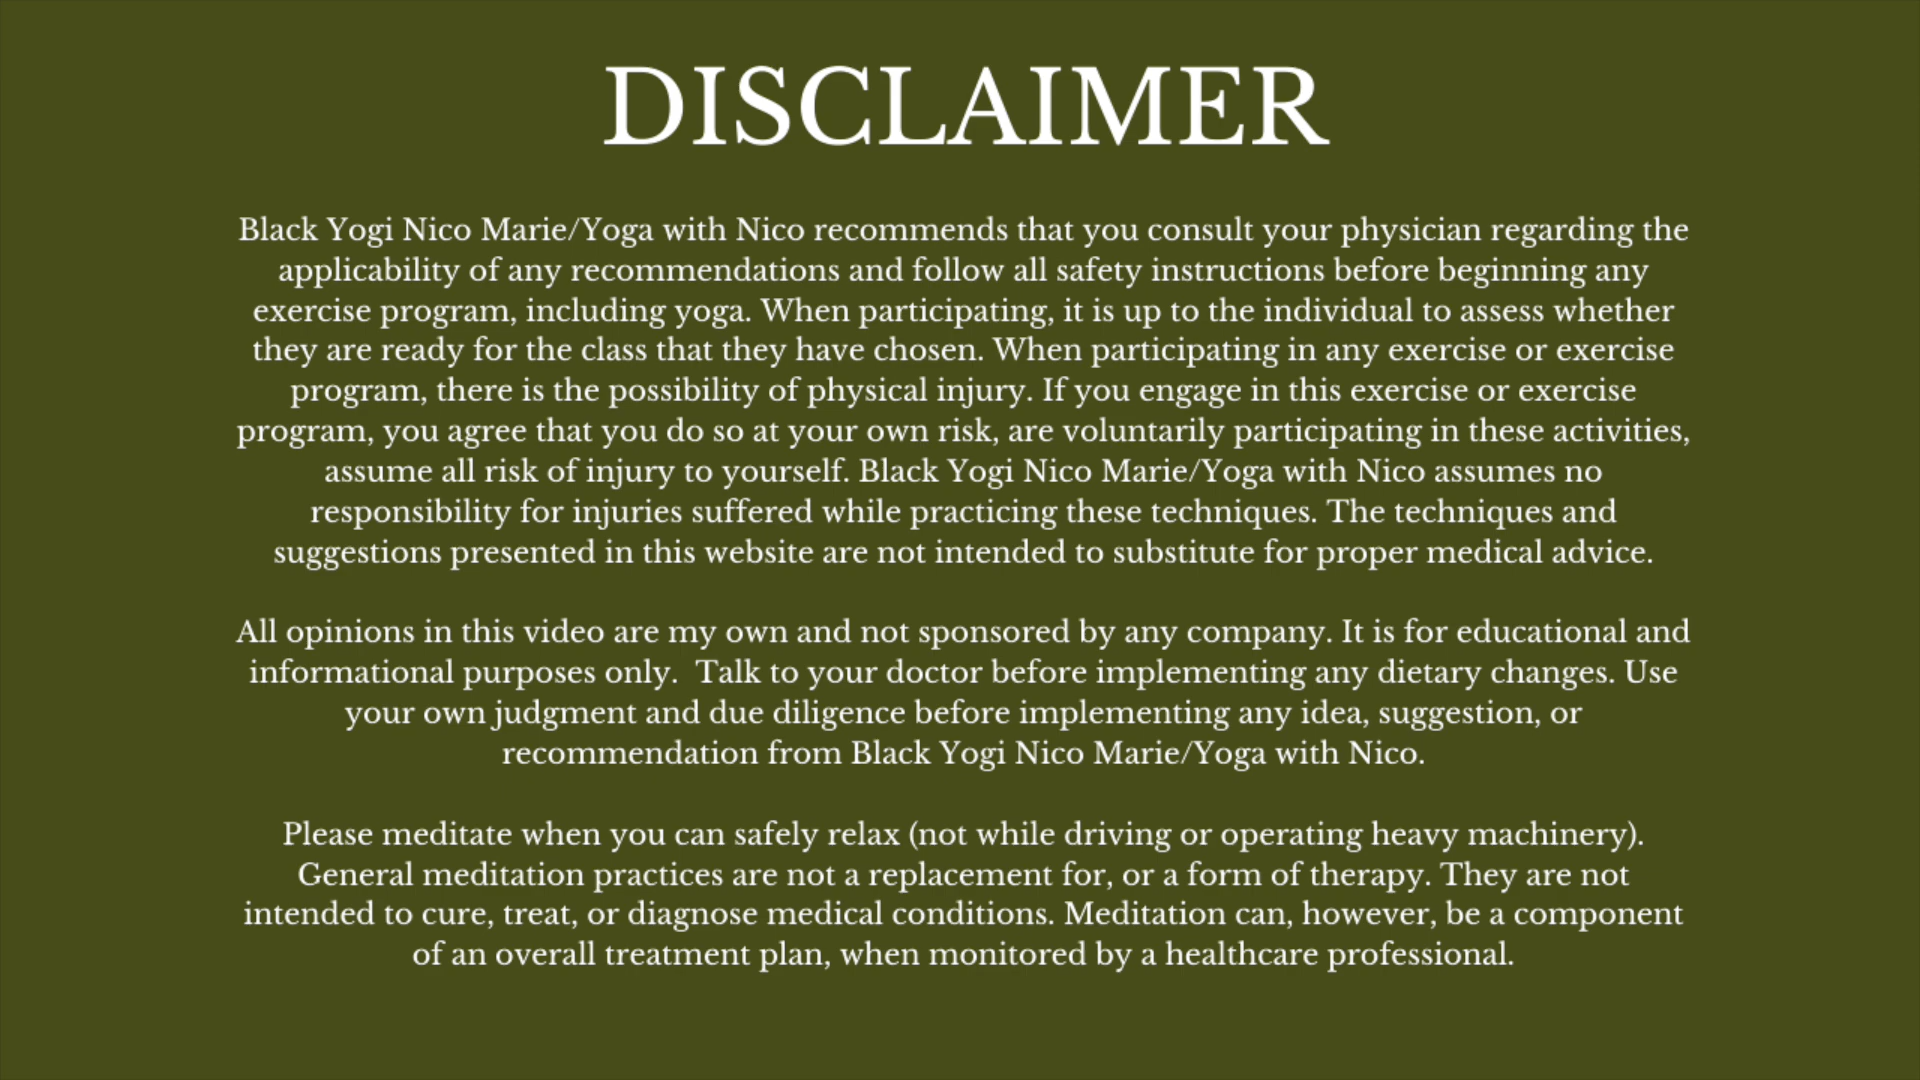 DISCLAIMER
Black Yogi Nico Marie/Yoga with Nico recommends that you consult your physician regarding the
applicability of any recommendations and follow all safety instructions before beginning any
exercise program, including yoga. When participating, it is up to the individual to assess whether
they are ready for the class that they have chosen. When participating in any exercise or exercise
program, there is the possibility of physical injury. If you engage in this exercise or exercise
program, you agree that you do so at your own risk, are voluntarily participating in these activities,
assume all risk of injury to yourself. Black Yogi Nico Marie/Yoga with Nico assumes no
responsibility for injuries suffered while practicing these techniques. The techniques and
suggestions presented in this website are not intended to substitute for proper medical advice.
All opinions in this video are my own and not sponsored by any company. It is for educational and
informational purposes only.  Talk to your doctor before implementing any dietary changes. Use
your own judgment and due diligence before implementing any idea, suggestion, or
recommendation from Black Yogi Nico Marie/Yoga with Nico.
Please meditate when you can safely relax (not while driving or operating heavy machinery).
General meditation practices are not a replacement for, or a form of therapy. They are not
intended to cure, treat, or diagnose medical conditions. Meditation can, however, be a component
of an overall treatment plan, when monitored by a healthcare professional.